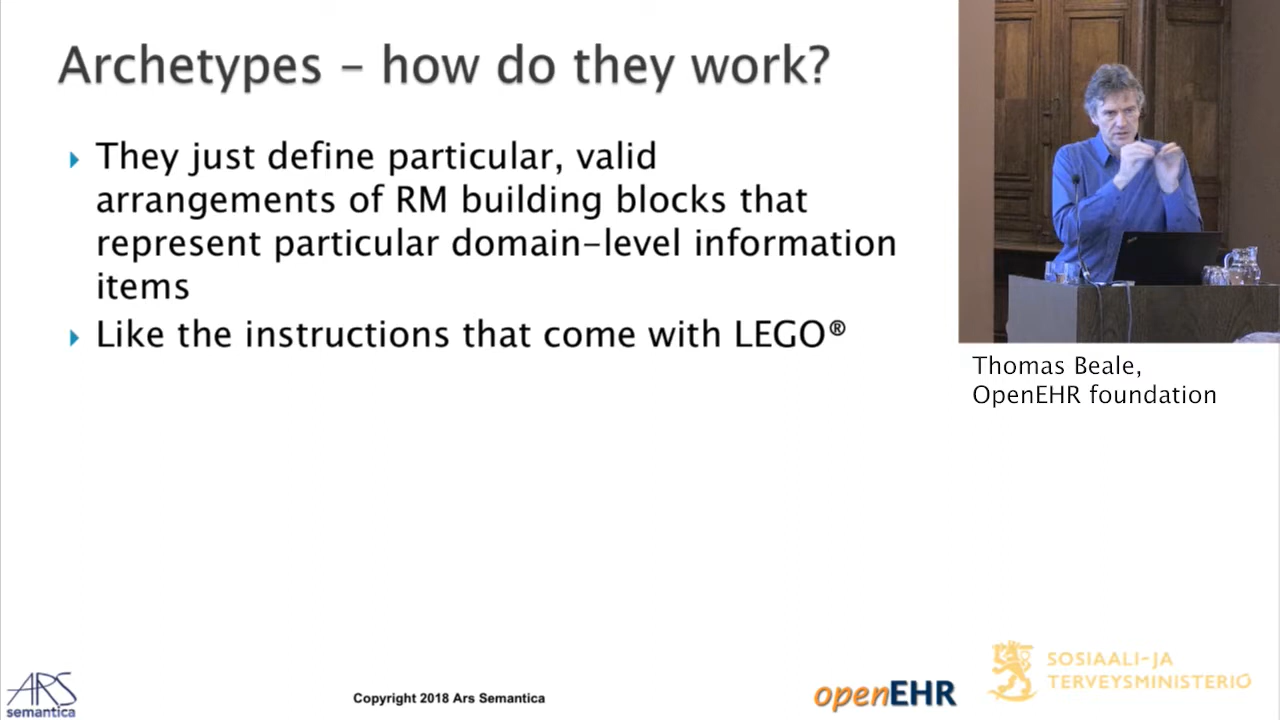 Archetypes – how do they work?
They just define particular, valid
arrangements of RM building blocks that
represent particular domain–level information
items
Like the instructions that come with LEGO®
Thomas Beale,
OpenEHR foundation
ARS
semantica
Copyright 2018 Ars Semantica
openEHR
SOSIAALI-JA
TERVEYSMINISTERIÖ